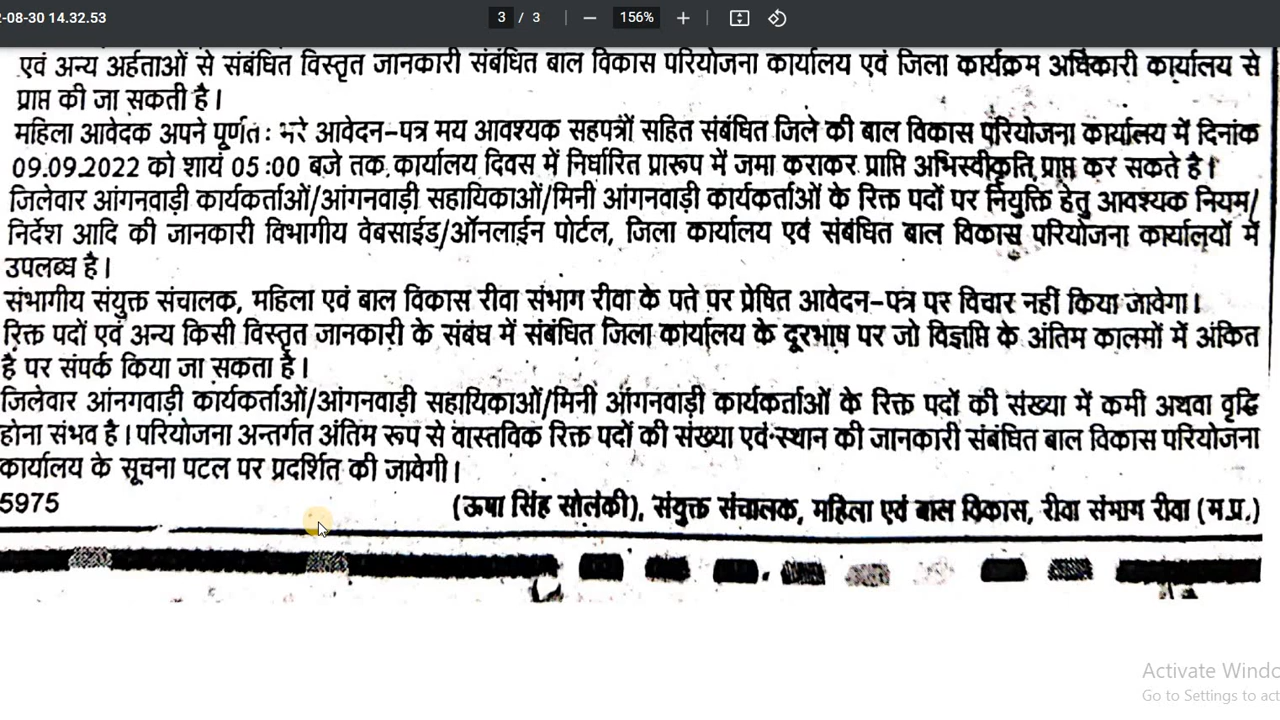 2-08-30 14.32.53
3 / 3
156%
एवं अन्य अर्हताओं से संबंधित विस्तृत जानकारी संबंधित बाल विकास परियोजना कार्यालय एवं जिला कार्यक्रम अधिकारी कार्यालय से
प्राप्त की जा सकती है।
महिला आवेदक अपने पूर्णतः भरे आवेदन-पत्र मय आवश्यक सहपत्रों सहित संबंधित जिले की बाल विकास परियोजना कार्यालय में दिनांक
09.09.2022 को शायं 05:00 बजे तक कार्यालय दिवस में निर्धारित प्रारूप में जमा कराकर प्राप्ति अभिस्वीकृति प्राप्त कर सकते है।
जिलेवार आंगनवाड़ी कार्यकर्ताओं/आंगनवाड़ी सहायिकाओं/मिनी आंगनवाड़ी कार्यकर्ताओं के रिक्त पदों पर नियुक्ति हेतु आवश्यक नियम/
निर्देश आदि की जानकारी विभागीय वेबसाईड/ऑनलाईन पोर्टल, जिला कार्यालय एवं संबंधित बाल विकास परियोजना कार्यालयों में
उपलब्ध है।
संभागीय संयुक्त संचालक, महिला एवं बाल विकास रीवा संभाग रीवा के पते पर प्रेषित आवेदन-पत्र पर विचार नहीं किया जावेगा।
रिक्त पदों एवं अन्य किसी विस्तृत जानकारी के संबंध में संबंधित जिला कार्यालय के दूरभाष पर जो विज्ञप्ति के अंतिम कालमों में अंकित
है पर संपर्क किया जा सकता है।
जिलेवार आंनगवाड़ी कार्यकर्ताओं/आंगनवाड़ी सहायिकाओं/मिनी आंगनवाड़ी कार्यकर्ताओं के रिक्त पदों की संख्या में कमी अथवा वृद्धि
होना संभव है। परियोजना अन्तर्गत अंतिम रूप से वास्तविक रिक्त पदों की संख्या एवं स्थान की जानकारी संबंधित बाल विकास परियोजना
कार्यालय के सूचना पटल पर प्रदर्शित की जावेगी।
5975
(ऊषा सिंह सोलंकी), संयुक्त संचालक, महिला एवं बाल विकास, रीवा संभाग रीवा (म.प्र.)
Activate Windo
Go to Settings to act